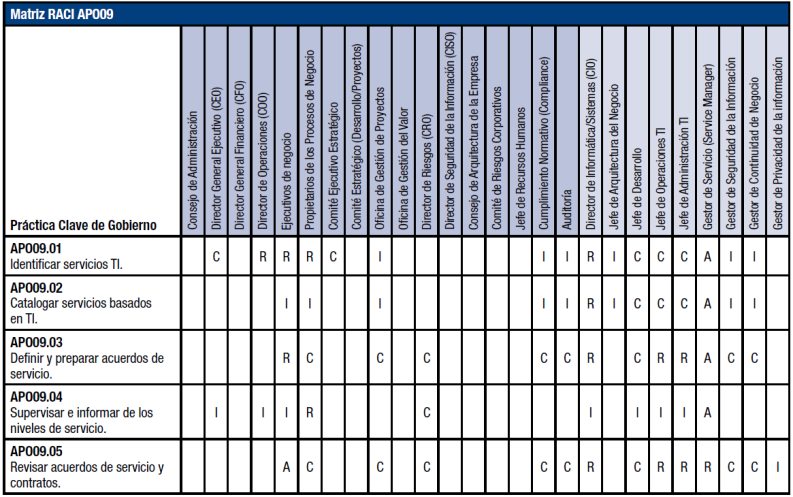 Matriz RACI APO09
Práctica Clave de Gobierno
Consejo de Administración
Director General Ejecutivo (CEO)
Director General Financiero (CFO)
Director de Operaciones (COO)
Ejecutivos de negocio
Propietarios de los Procesos de Negocio
Comité Ejecutivo Estratégico
Comité Estratégico (Desarrollo/Proyectos)
Oficina de Gestión de Proyectos
Oficina de Gestión del Valor
Director de Riesgos (CRO)
Director de Seguridad de la Información (CISO)
Consejo de Arquitectura de la Empresa
Comité de Riesgos Corporativos
Jefe de Recursos Humanos
Cumplimiento Normativo (Compliance)
Auditoría
Director de Informática/Sistemas (CIO)
Jefe de Arquitectura del Negocio
Jefe de Desarrollo
Jefe de Operaciones TI
Jefe de Administración TI
Gestor de Servicio (Service Manager)
Gestor de Seguridad de la Información
Gestor de Continuidad de Negocio
Gestor de Privacidad de la información
APO09.01
Identificar servicios TI.
C R R R C I I I R I C C C A I I
APO09.02
Catalogar servicios basados
en TI.
I I I I I R I C C C A I I
APO09.03
Definir y preparar acuerdos de
servicio.
R C C C C C R C R R A C C
APO09.04
Supervisar e informar de los
niveles de servicio.
I I I R C I I I I A
APO09.05
Revisar acuerdos de servicio y
contratos.
A C C C C C R C R R R C C I